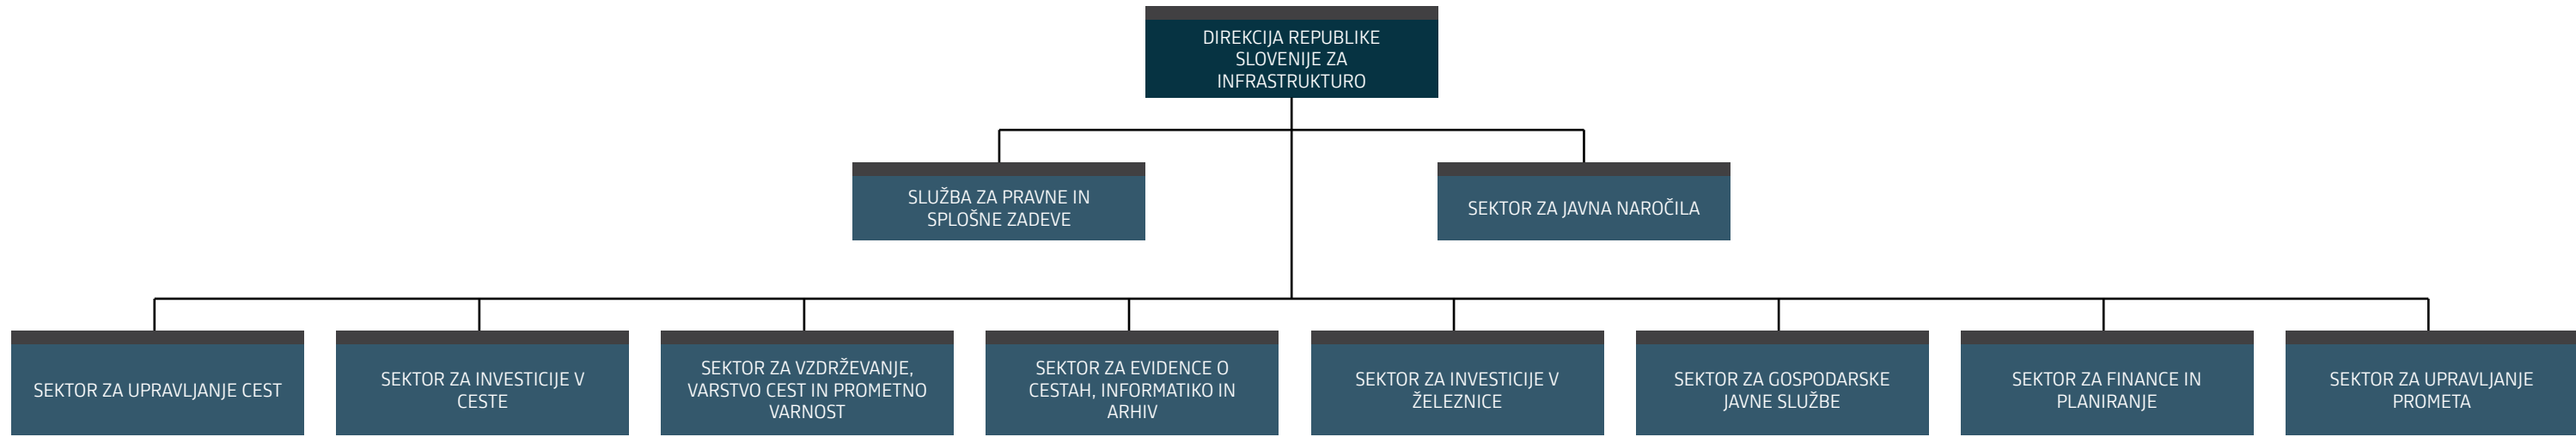 DIREKCIJA REPUBLIKE
SLOVENIJE ZA
INFRASTRUKTURO
SLUŽBA ZA PRAVNE IN
SPLOŠNE ZADEVE
SEKTOR ZA JAVNA NAROČILA
SEKTOR ZA UPRAVLJANJE CEST
SEKTOR ZA INVESTICIJE V
CESTE
SEKTOR ZA VZDRŽEVANJE,
VARSTVO CEST IN PROMETNO
VARNOST
SEKTOR ZA EVIDENCE O
CESTAH, INFORMATIKO IN
ARHIV
SEKTOR ZA INVESTICIJE V
ŽELEZNICE
SEKTOR ZA GOSPODARSKE
JAVNE SLUŽBE
SEKTOR ZA FINANCE IN
PLANIRANJE
SEKTOR ZA UPRAVLJANJE
PROMETA